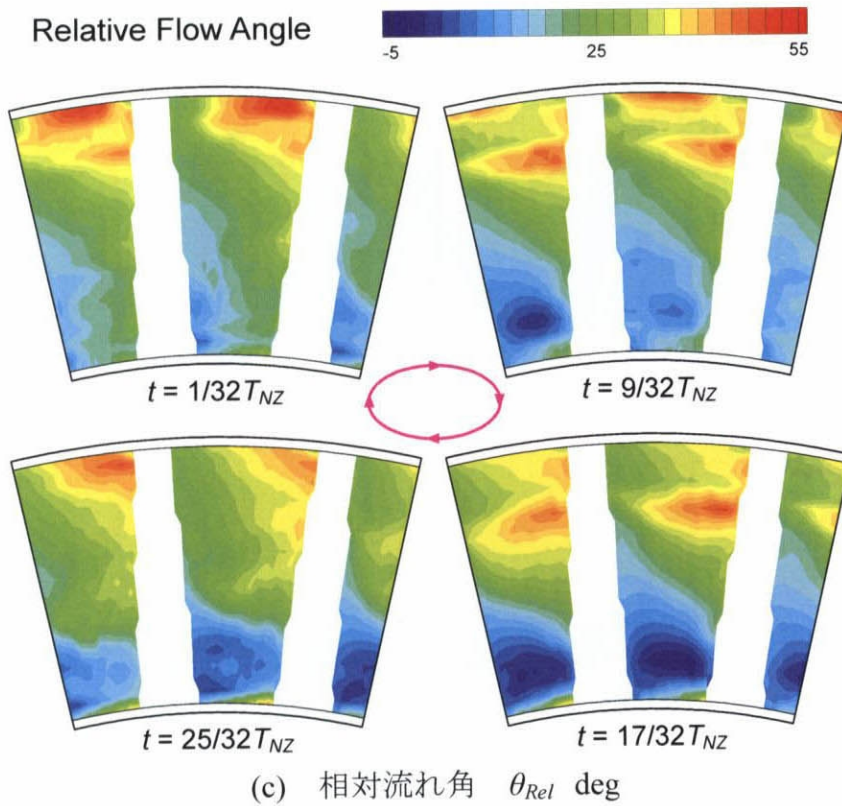 Relative Flow Angle
-5 25 55
t = 1/32T_NZ
t = 9/32T_NZ
t = 25/32T_NZ
t = 17/32T_NZ
(c) 相対流れ角 θ_Rel deg